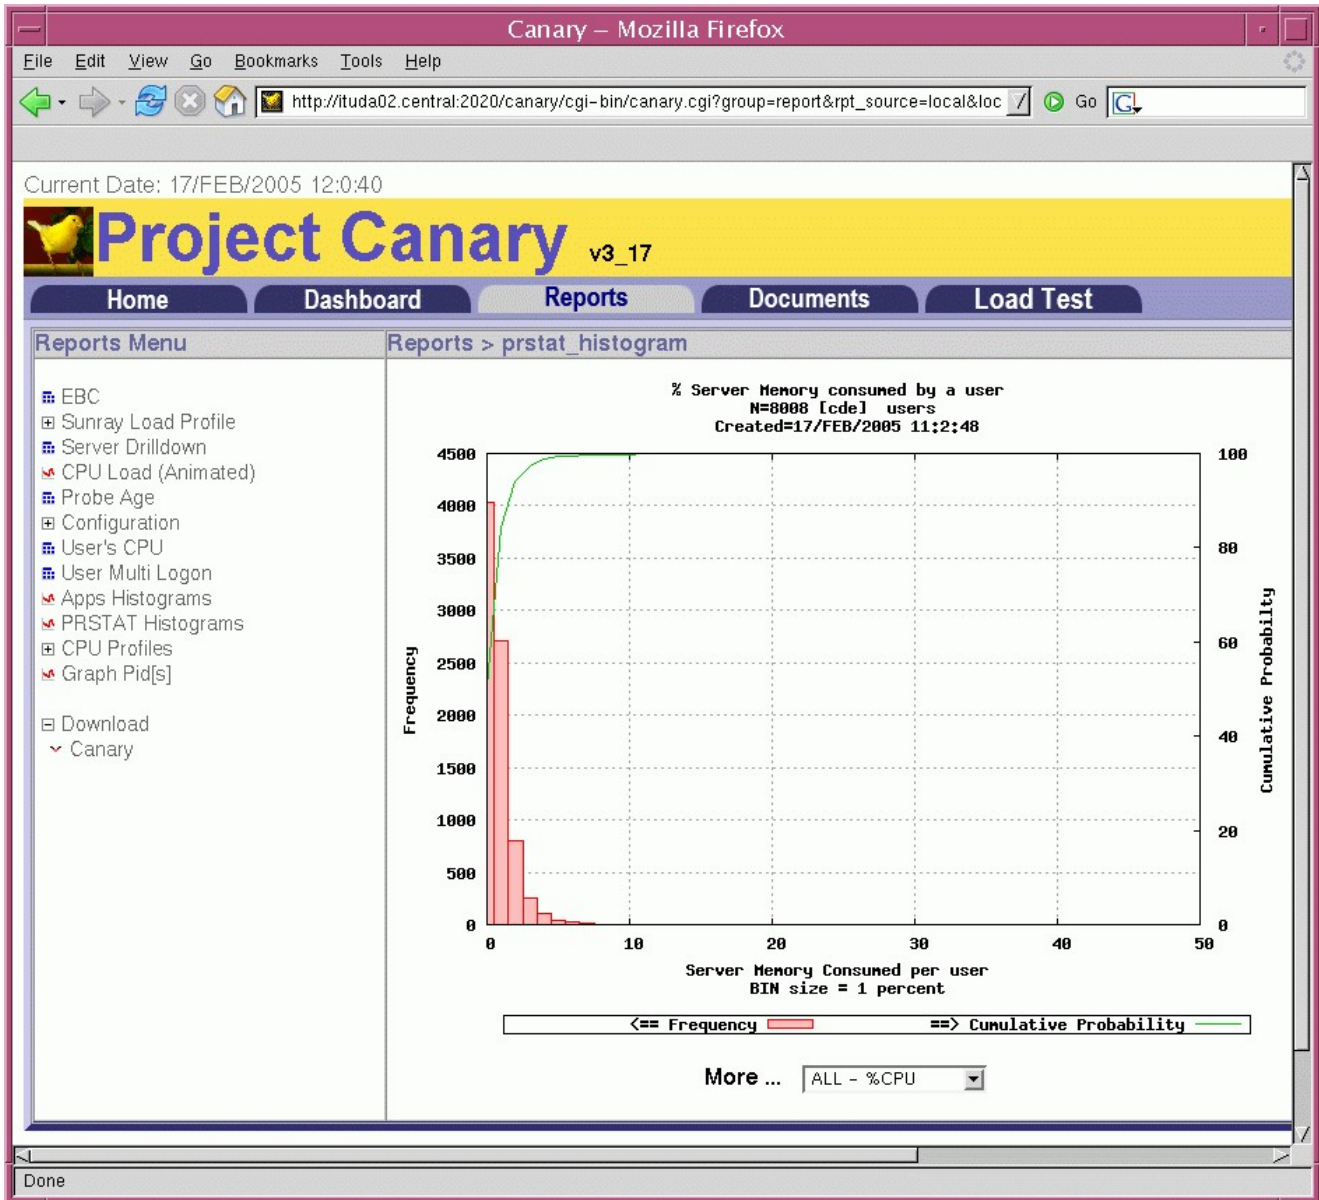 Canary – Mozilla Firefox
File Edit View Go Bookmarks Tools Help
http://ituda02.central:2020/canary/cgi-bin/canary.cgi?group=report&rpt_source=local&loc Go G
Current Date: 17/FEB/2005 12:0:40
Project Canary v3_17
Home Dashboard Reports Documents Load Test
Reports Menu
EBC
Sunray Load Profile
Server Drilldown
CPU Load (Animated)
Probe Age
Configuration
User's CPU
User Multi Logon
Apps Histograms
PRSTAT Histograms
CPU Profiles
Graph Pid[s]
Download
Canary
Reports > prstat_histogram
% Server Memory consumed by a user
N=8008 [cde] users
Created=17/FEB/2005 11:2:48
4500
4000
3500
3000
2500
2000
1500
1000
500
0
Frequency
100
80
60
40
20
0
Cumulative Probabilty
0 10 20 30 40 50
Server Memory Consumed per user
BIN size = 1 percent
<== Frequency ==> Cumulative Probability
More ... ALL - %CPU
Done